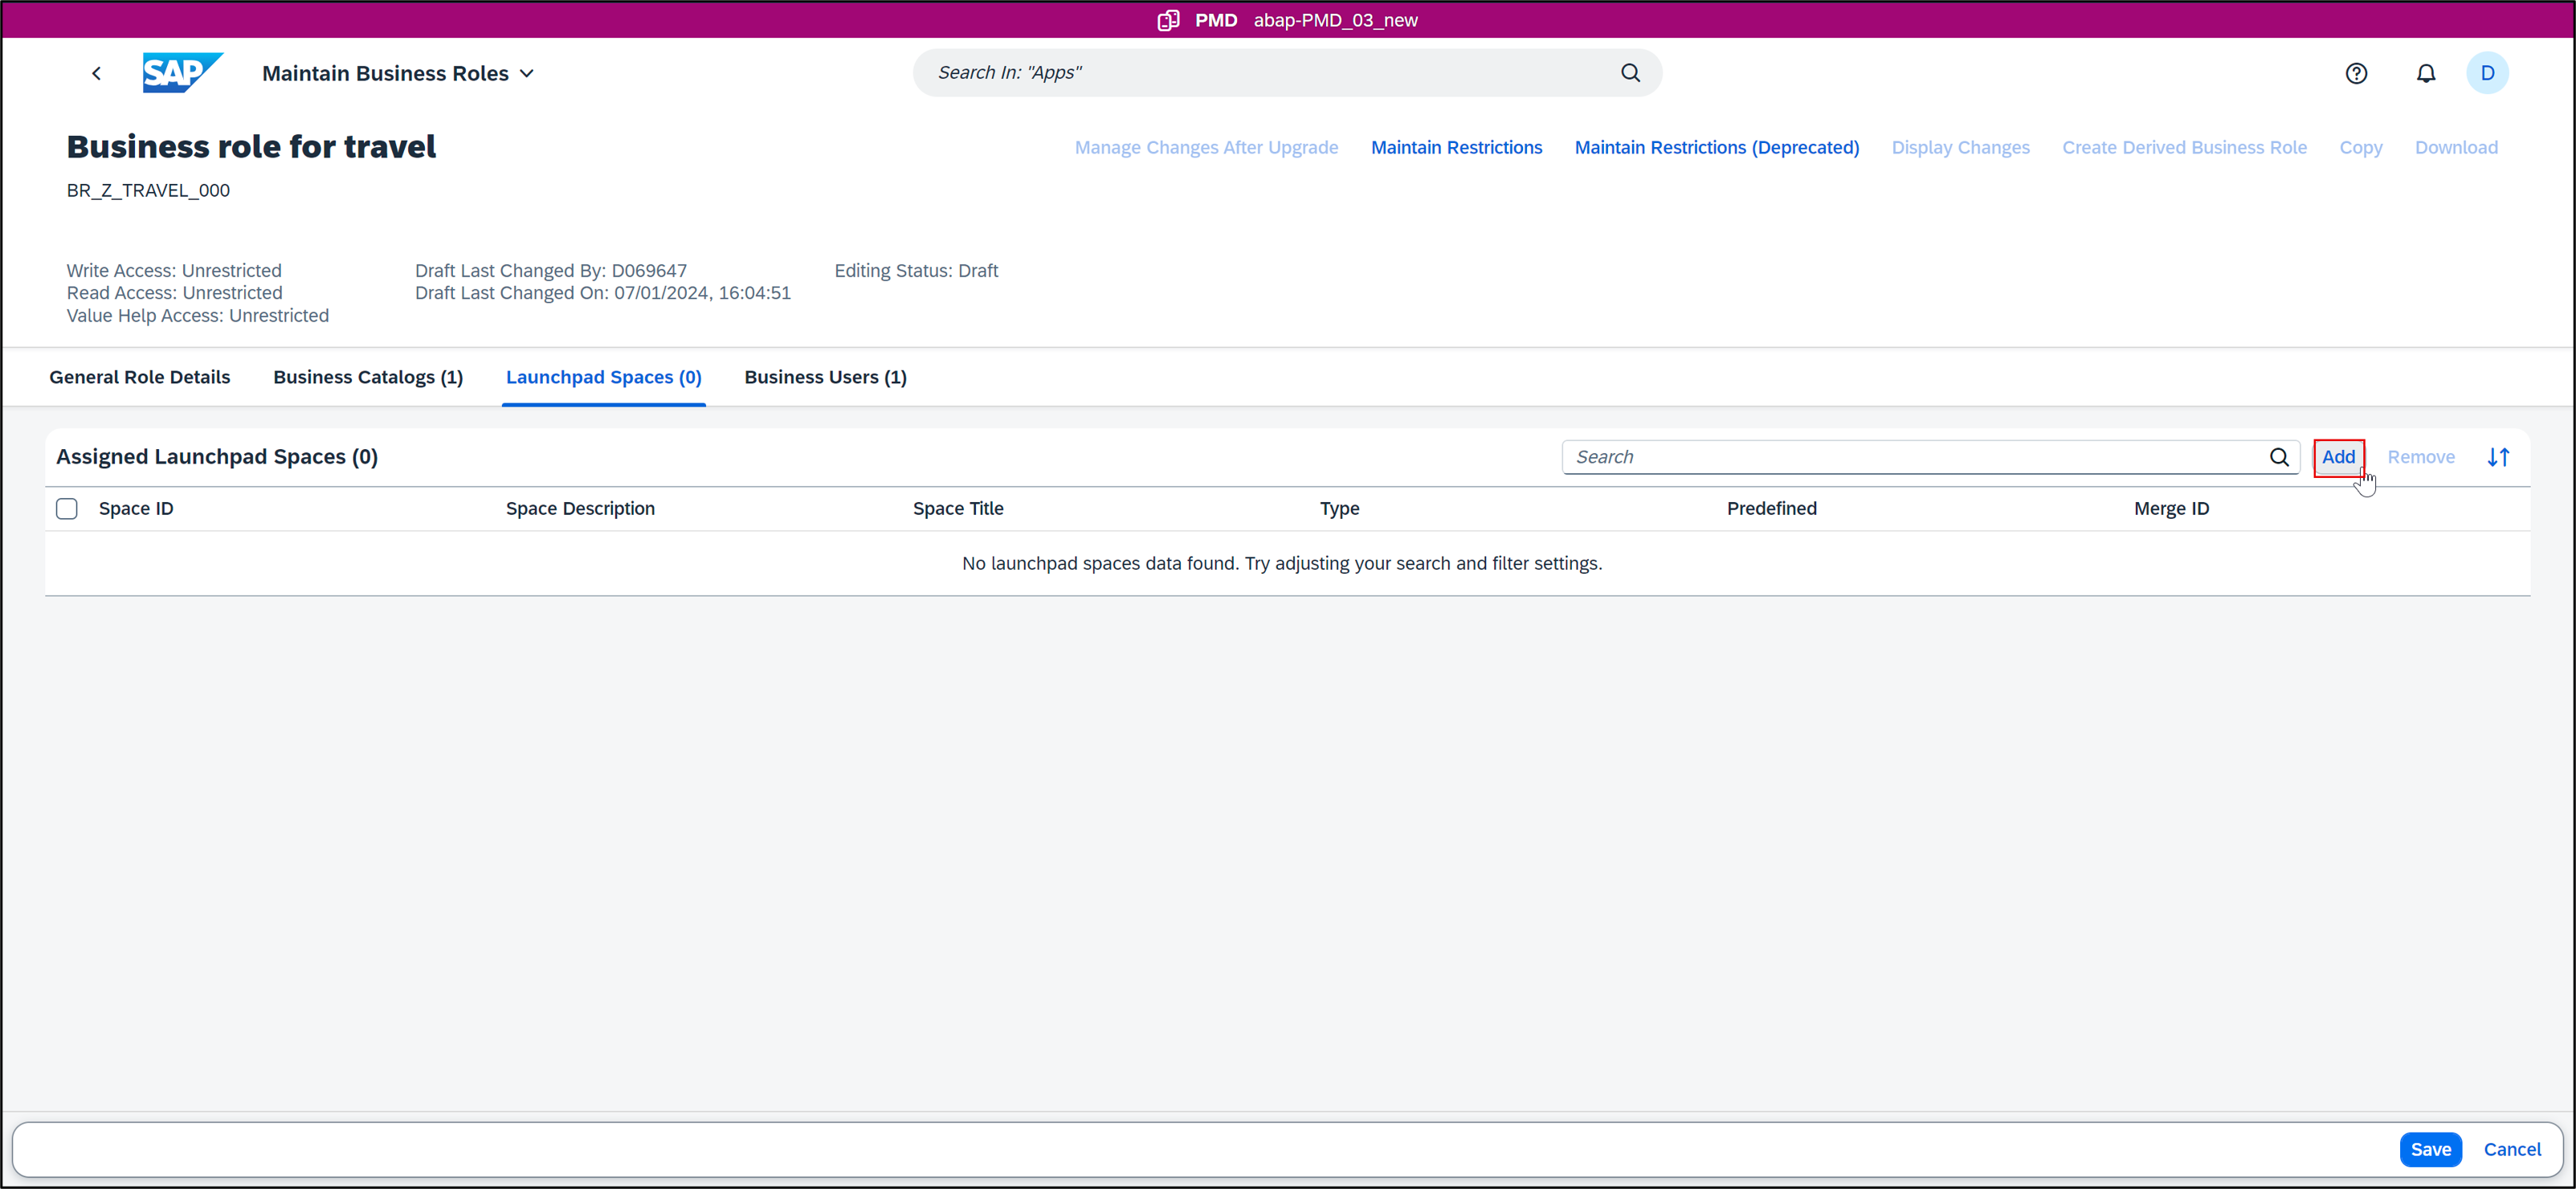 PMD abap-PMD_03_new
SAP Maintain Business Roles Search In: "Apps" D
Business role for travel Manage Changes After Upgrade Maintain Restrictions Maintain Restrictions (Deprecated) Display Changes Create Derived Business Role Copy Download
BR_Z_TRAVEL_000
Write Access: Unrestricted Draft Last Changed By: D069647 Editing Status: Draft
Read Access: Unrestricted Draft Last Changed On: 07/01/2024, 16:04:51
Value Help Access: Unrestricted
General Role Details Business Catalogs (1) Launchpad Spaces (0) Business Users (1)
Assigned Launchpad Spaces (0) Search Add Remove
Space ID Space Description Space Title Type Predefined Merge ID
No launchpad spaces data found. Try adjusting your search and filter settings.
Save Cancel